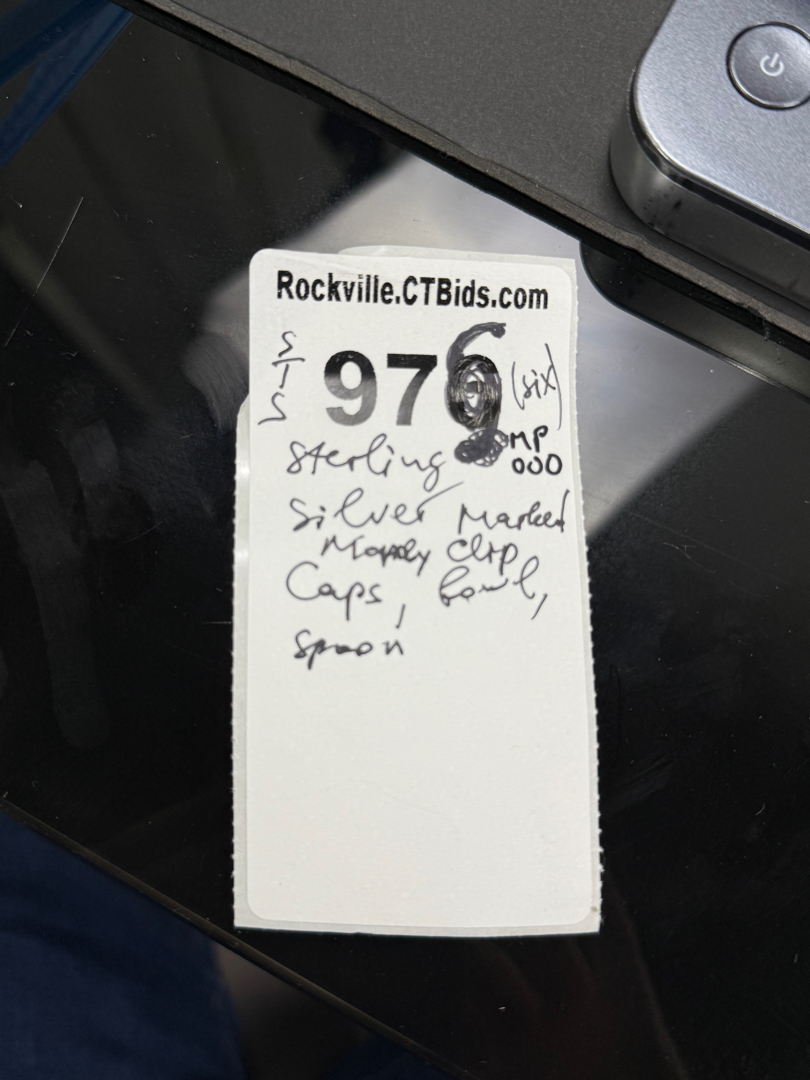 Rockville.CTBids.com
976 (six)
MP
000
Sterling
Silver Marked
Money Clip
Caps, bowl,
Spoon